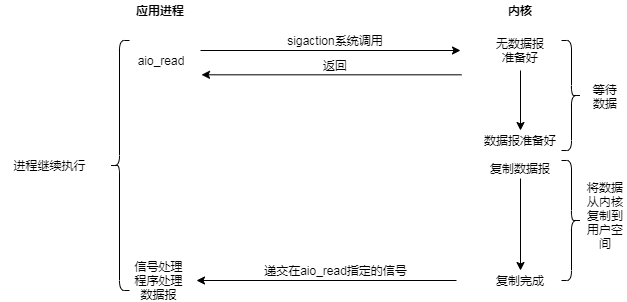 应用进程
内核
sigaction系统调用
aio_read
无数据报
准备好
返回
等待
数据
数据报准备好
进程继续执行
复制数据报
将数据
从内核
复制到
用户空
间
信号处理
程序处理
数据报
递交在aio_read指定的信号
复制完成